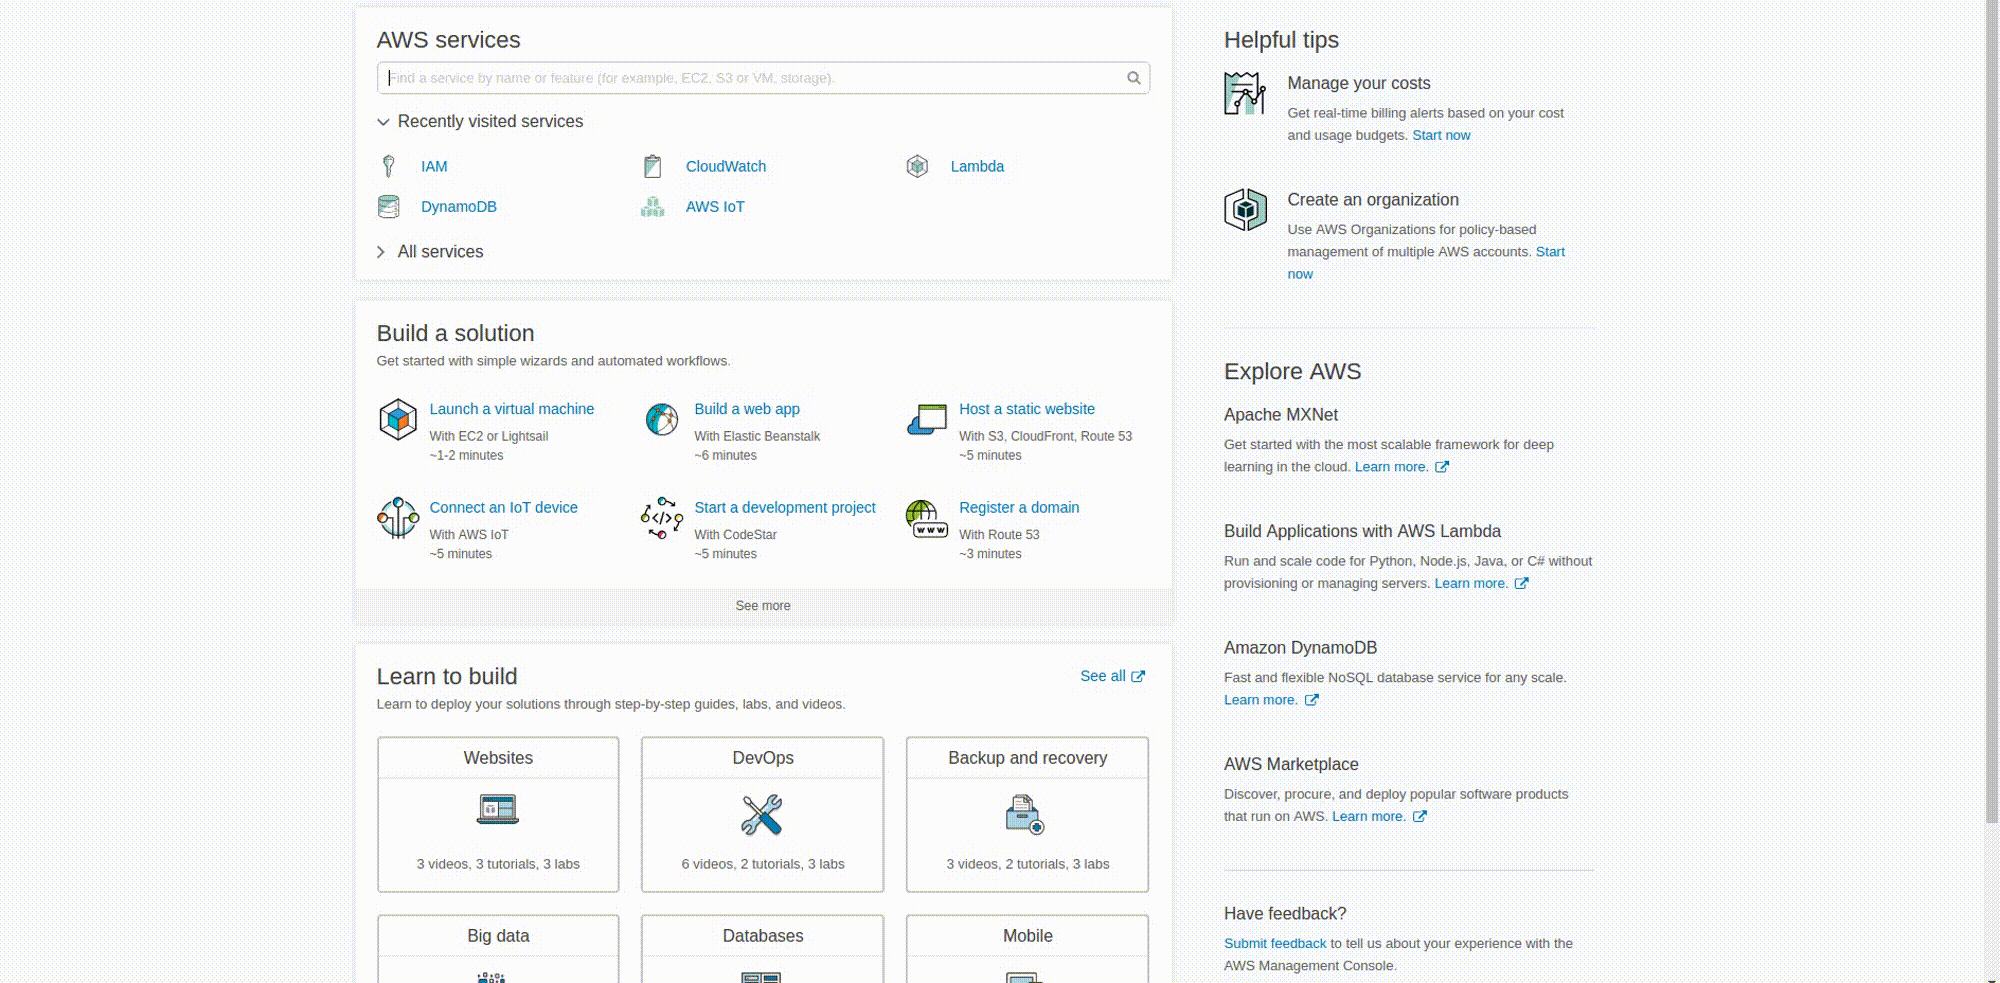 AWS services
Find a service by name or feature (for example, EC2, S3 or VM, storage).
Recently visited services
IAM
CloudWatch
Lambda
DynamoDB
AWS IoT
All services
Build a solution
Get started with simple wizards and automated workflows.
Launch a virtual machine
With EC2 or Lightsail
~1-2 minutes
Build a web app
With Elastic Beanstalk
~6 minutes
Host a static website
With S3, CloudFront, Route 53
~5 minutes
Connect an IoT device
With AWS IoT
~5 minutes
Start a development project
With CodeStar
~5 minutes
Register a domain
With Route 53
~3 minutes
See more
Learn to build
See all
Learn to deploy your solutions through step-by-step guides, labs, and videos.
Websites
3 videos, 3 tutorials, 3 labs
DevOps
6 videos, 2 tutorials, 3 labs
Backup and recovery
3 videos, 2 tutorials, 3 labs
Big data
Databases
Mobile
Helpful tips
Manage your costs
Get real-time billing alerts based on your cost
and usage budgets. Start now
Create an organization
Use AWS Organizations for policy-based
management of multiple AWS accounts. Start
now
Explore AWS
Apache MXNet
Get started with the most scalable framework for deep
learning in the cloud. Learn more.
Build Applications with AWS Lambda
Run and scale code for Python, Node.js, Java, or C# without
provisioning or managing servers. Learn more.
Amazon DynamoDB
Fast and flexible NoSQL database service for any scale.
Learn more.
AWS Marketplace
Discover, procure, and deploy popular software products
that run on AWS. Learn more.
Have feedback?
Submit feedback to tell us about your experience with the
AWS Management Console.